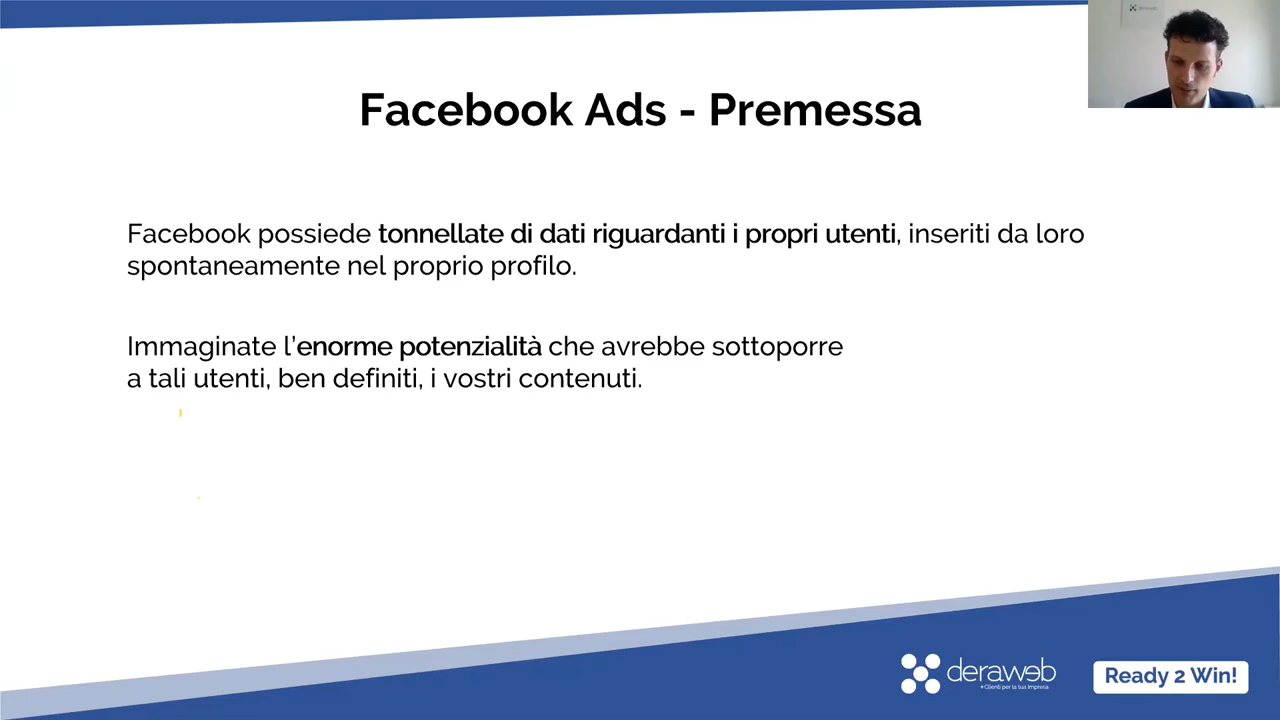 deraweb
Facebook Ads - Premessa
Facebook possiede tonnellate di dati riguardanti i propri utenti, inseriti da loro
spontaneamente nel proprio profilo.
Immaginate l'enorme potenzialità che avrebbe sottoporre
a tali utenti, ben definiti, i vostri contenuti.
deraweb
+Clienti per la tua Impresa
Ready 2 Win!